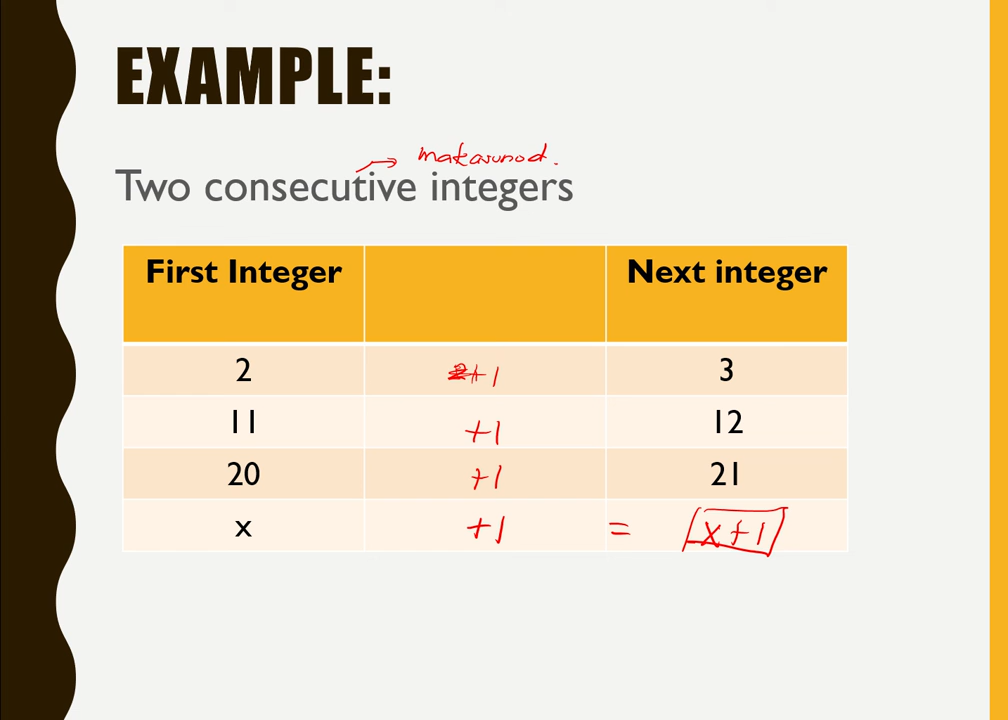 EXAMPLE:
makasunod.
Two consecutive integers
First Integer Next integer
2 +1 3
11 +1 12
20 +1 21
x +1 = x+1